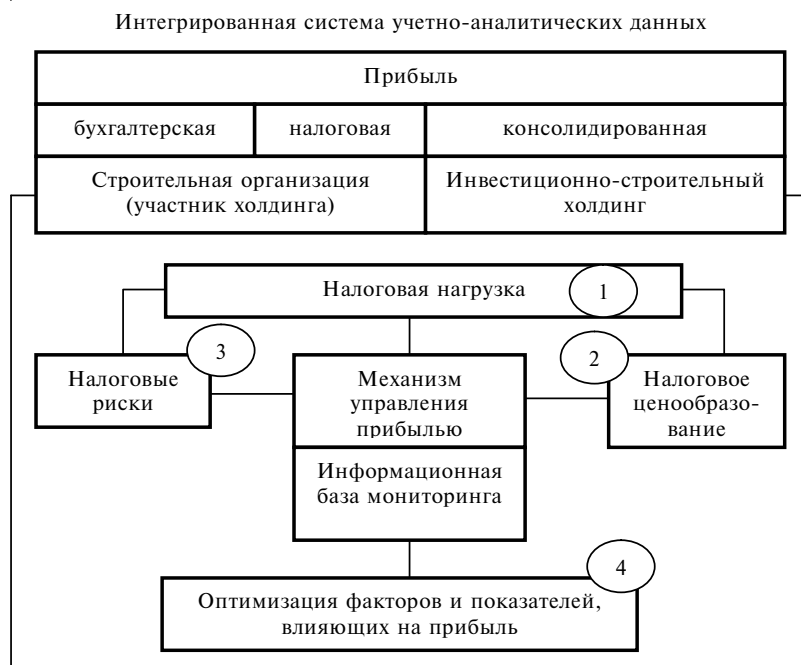 Интегрированная система учетно-аналитических данных
Прибыль
бухгалтерская
налоговая
консолидированная
Строительная организация
(участник холдинга)
Инвестиционно-строительный
холдинг
Налоговая нагрузка
1
3
2
Налоговые
риски
Механизм
управления
прибылью
Налоговое
ценообразо-
вание
Информационная
база мониторинга
4
Оптимизация факторов и показателей,
влияющих на прибыль